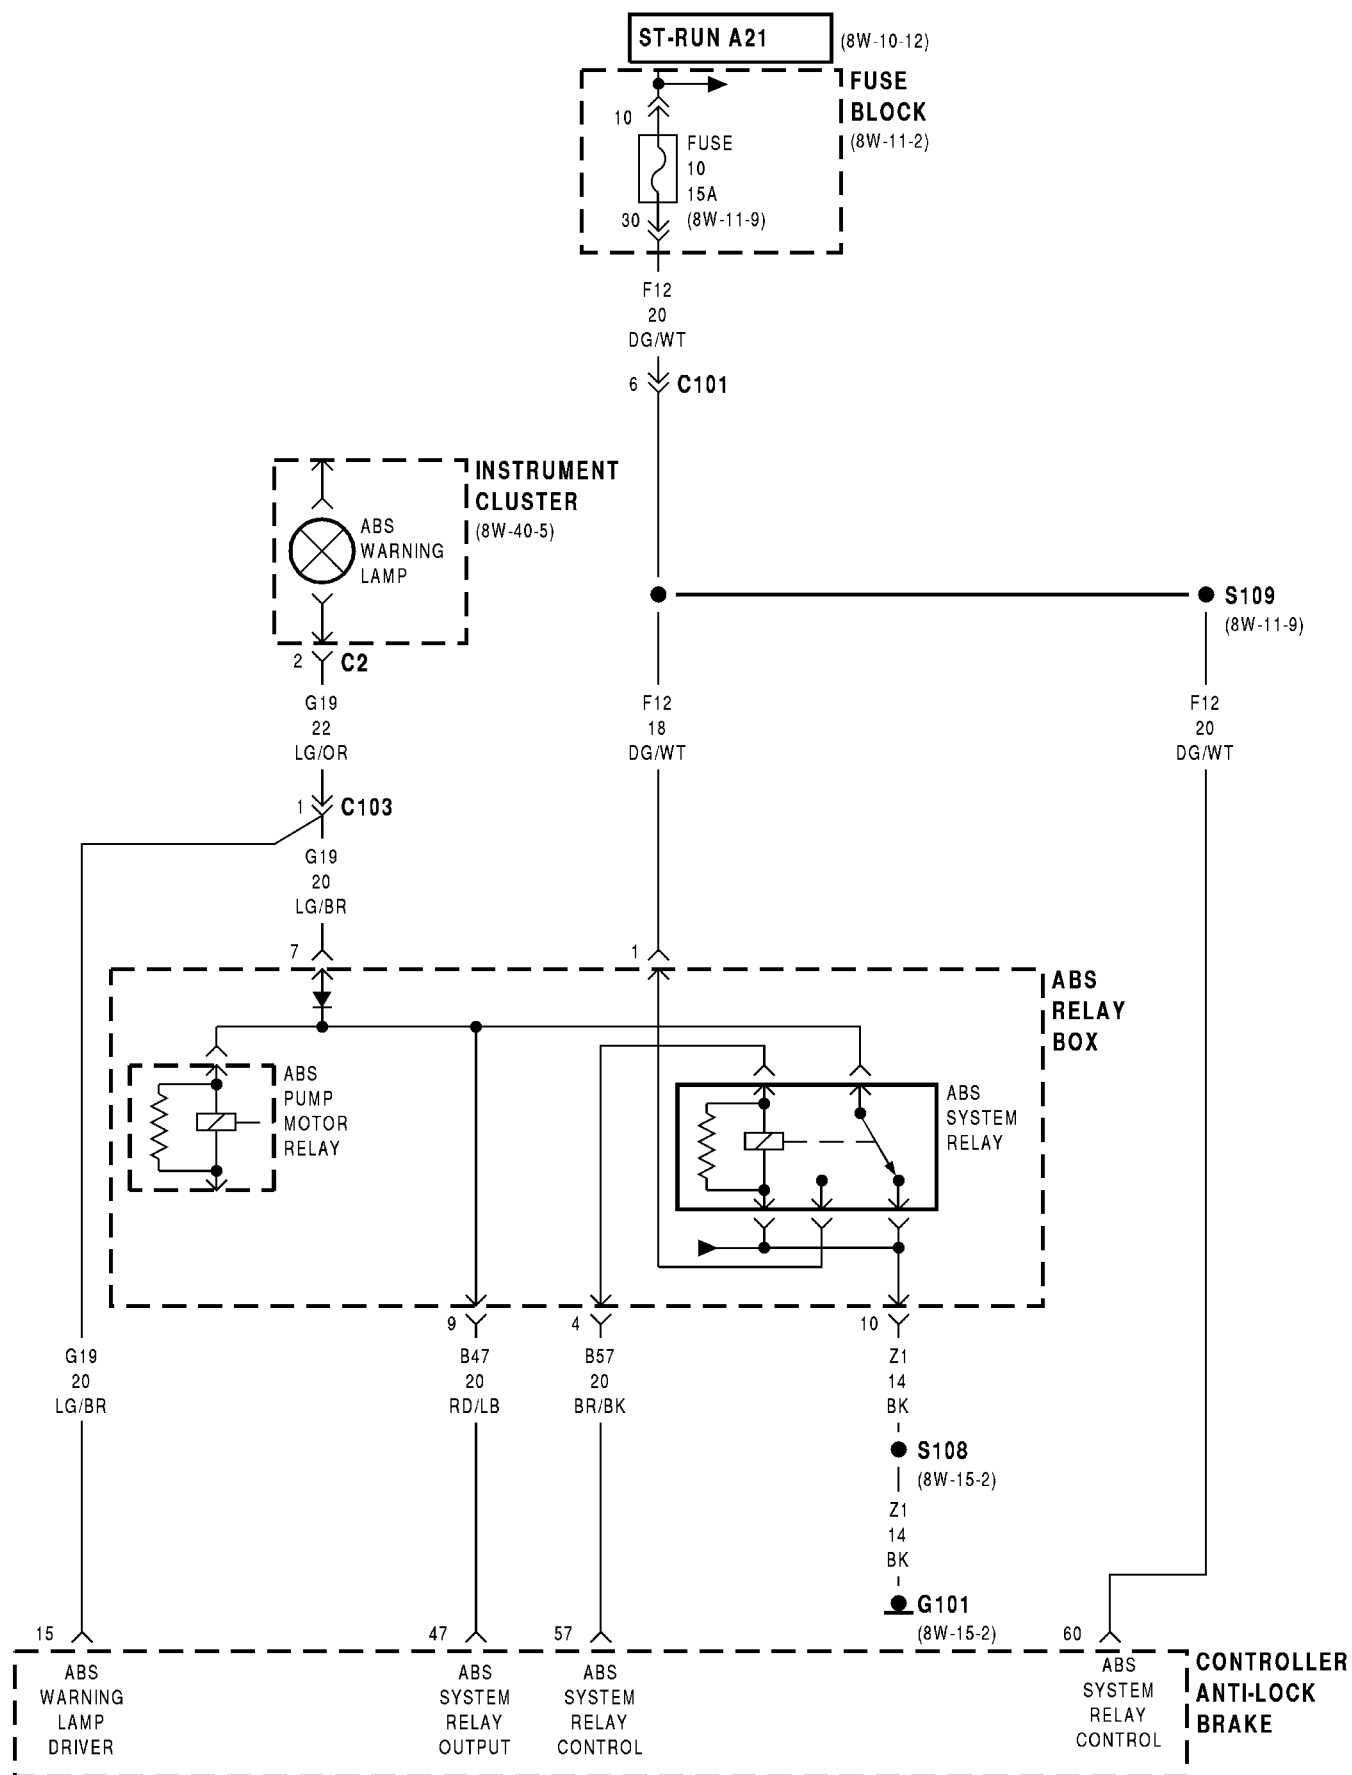 ST-RUN A21
(8W-10-12)
FUSE
BLOCK
(8W-11-2)
10
FUSE
10
15A
(8W-11-9)
30
F12
20
DG/WT
6
C101
INSTRUMENT
CLUSTER
(8W-40-5)
ABS
WARNING
LAMP
2
C2
S109
(8W-11-9)
G19
22
LG/OR
F12
18
DG/WT
F12
20
DG/WT
1
C103
G19
20
LG/BR
7
1
ABS
RELAY
BOX
ABS
PUMP
MOTOR
RELAY
ABS
SYSTEM
RELAY
9
4
10
G19
20
LG/BR
B47
20
RD/LB
B57
20
BR/BK
Z1
14
BK
S108
(8W-15-2)
Z1
14
BK
G101
(8W-15-2)
15
47
57
60
ABS
WARNING
LAMP
DRIVER
ABS
SYSTEM
RELAY
OUTPUT
ABS
SYSTEM
RELAY
CONTROL
ABS
SYSTEM
RELAY
CONTROL
CONTROLLER
ANTI-LOCK
BRAKE